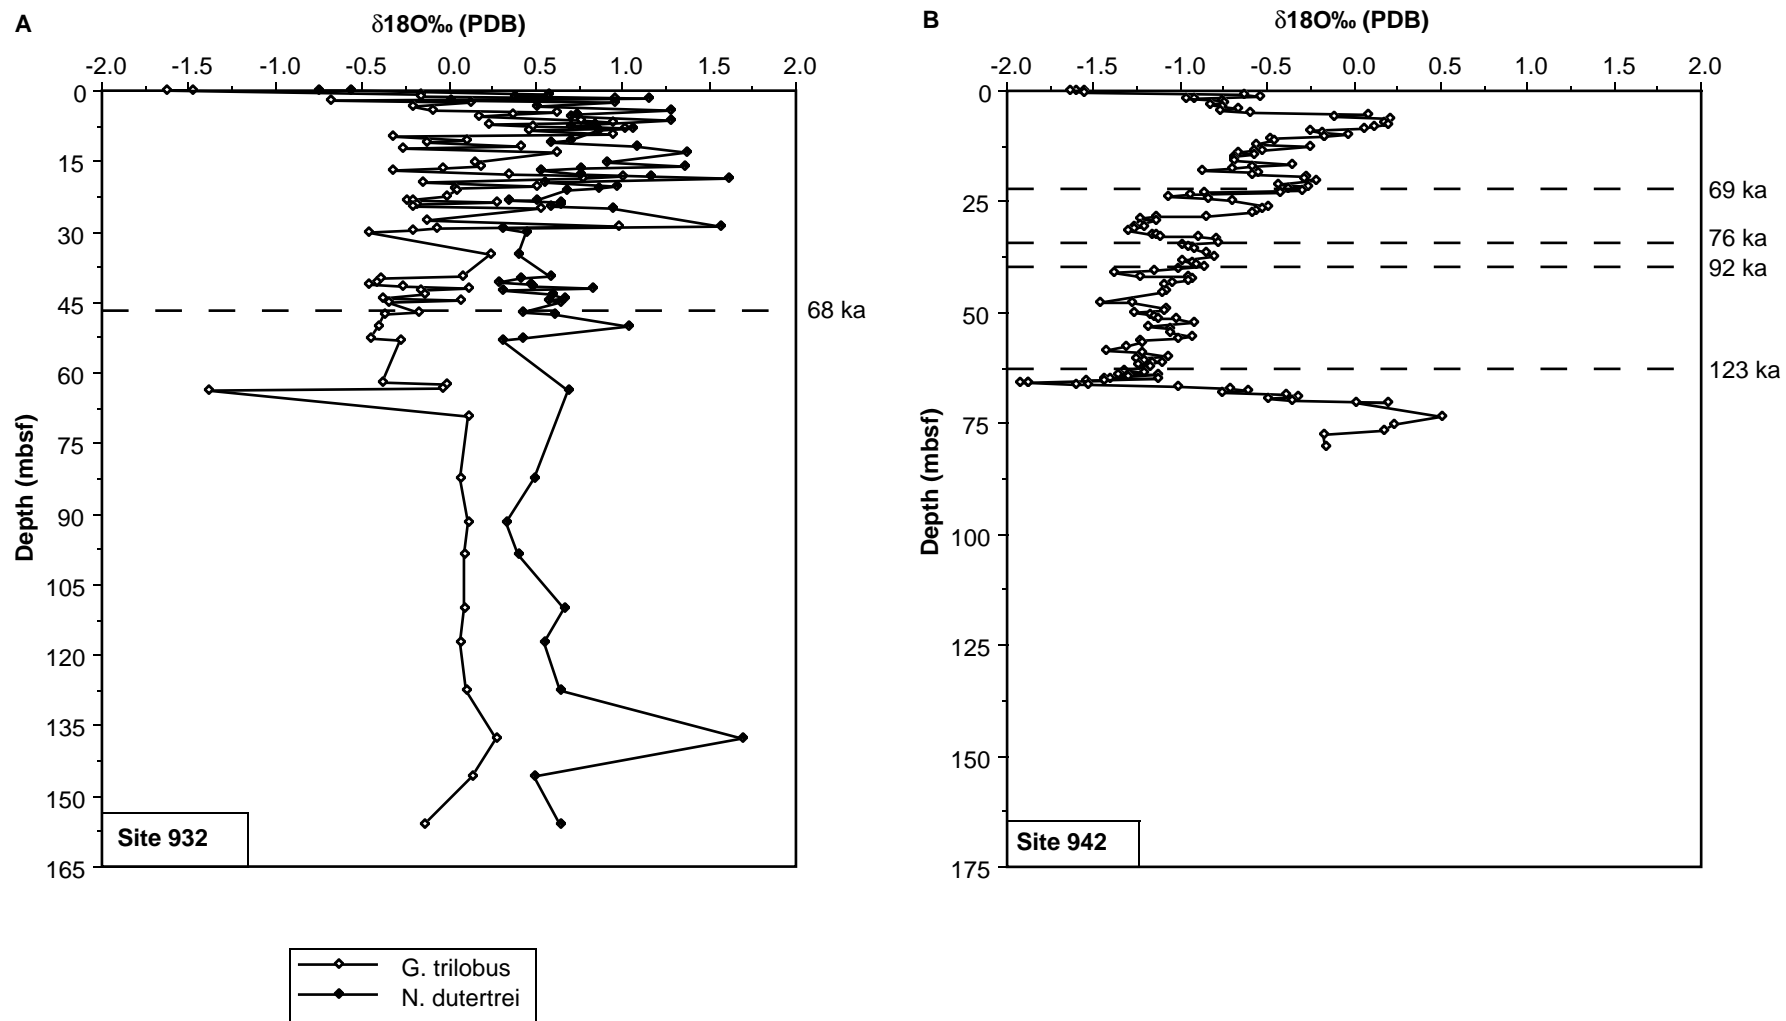 A
δ18O‰ (PDB)
-2.0 -1.5 -1.0 -0.5 0.0 0.5 1.0 1.5 2.0
0
15
30
45
60
75
90
105
120
135
150
165
Depth (mbsf)
68 ka
Site 932
B
δ18O‰ (PDB)
-2.0 -1.5 -1.0 -0.5 0.0 0.5 1.0 1.0 2.0
0
25
50
75
100
125
150
175
Depth (mbsf)
69 ka
76 ka
92 ka
123 ka
Site 942
G. trilobus
N. dutertrei